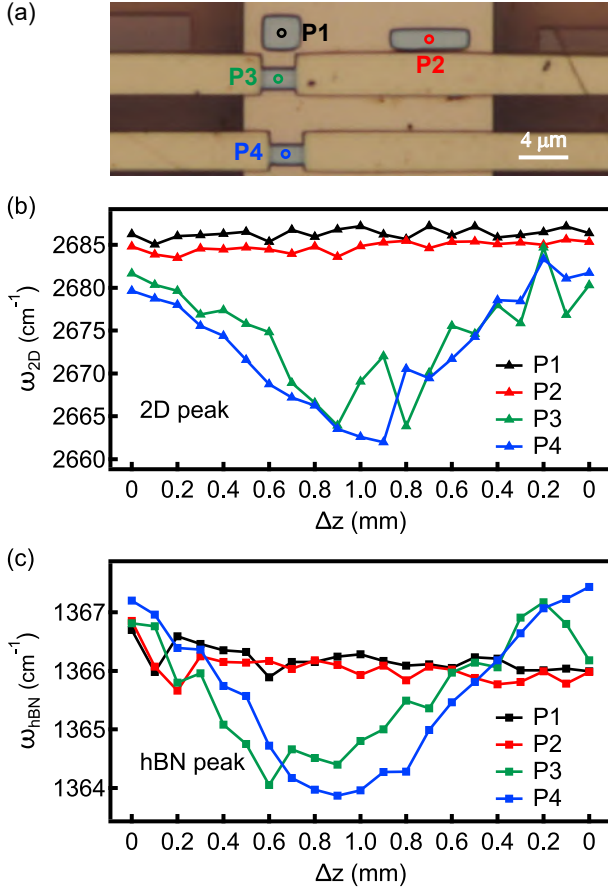 (a)
P1
P2
P3
P4
4 μm
(b)
ω2D (cm⁻¹)
2685
2680
2675
2670
2665
2660
2D peak
P1
P2
P3
P4
0 0.2 0.4 0.6 0.8 1.0 0.8 0.6 0.4 0.2 0
Δz (mm)
(c)
ωhBN (cm⁻¹)
1367
1366
1365
1364
hBN peak
P1
P2
P3
P4
0 0.2 0.4 0.6 0.8 1.0 0.8 0.6 0.4 0.2 0
Δz (mm)